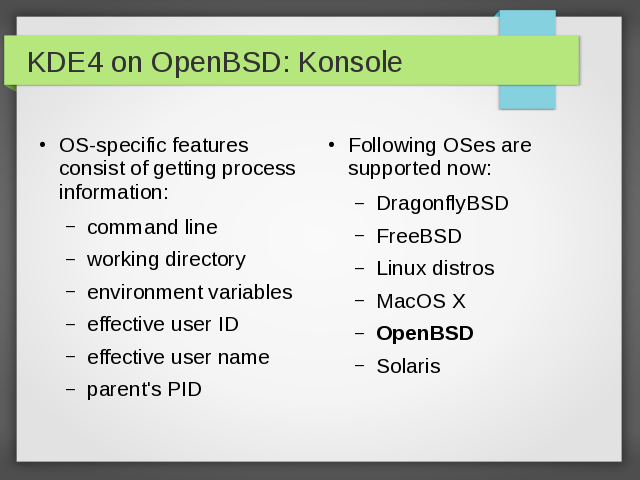 KDE4 on OpenBSD: Konsole
• OS-specific features
consist of getting process
information:
– command line
– working directory
– environment variables
– effective user ID
– effective user name
– parent's PID
• Following OSes are
supported now:
– DragonflyBSD
– FreeBSD
– Linux distros
– MacOS X
– OpenBSD
– Solaris